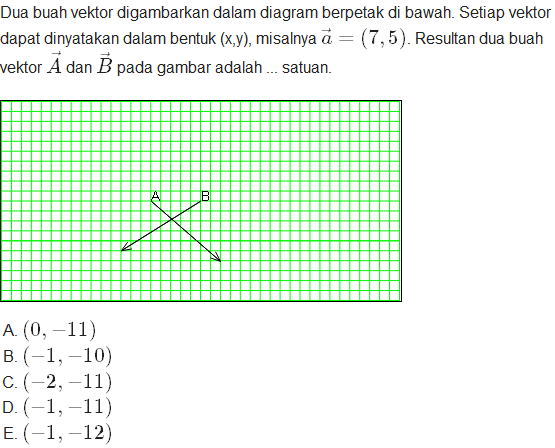 Dua buah vektor digambarkan dalam diagram berpetak di bawah. Setiap vektor
dapat dinyatakan dalam bentuk (x,y), misalnya $\vec{a} = (7, 5)$. Resultan dua buah
vektor $\vec{A}$ dan $\vec{B}$ pada gambar adalah ... satuan.
A B
A. $(0, -11)$
B. $(-1, -10)$
C. $(-2, -11)$
D. $(-1, -11)$
E. $(-1, -12)$